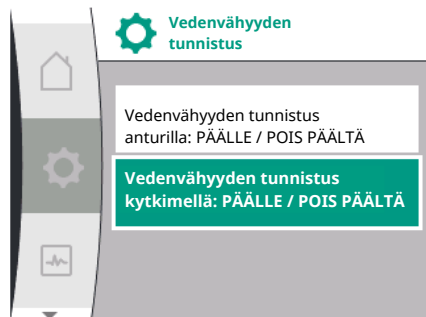 Vedenvähyyden
tunnistus
Vedenvähyyden tunnistus
anturilla: PÄÄLLE / POIS PÄÄLTÄ
Vedenvähyyden tunnistus
kytkimellä: PÄÄLLE / POIS PÄÄLTÄ